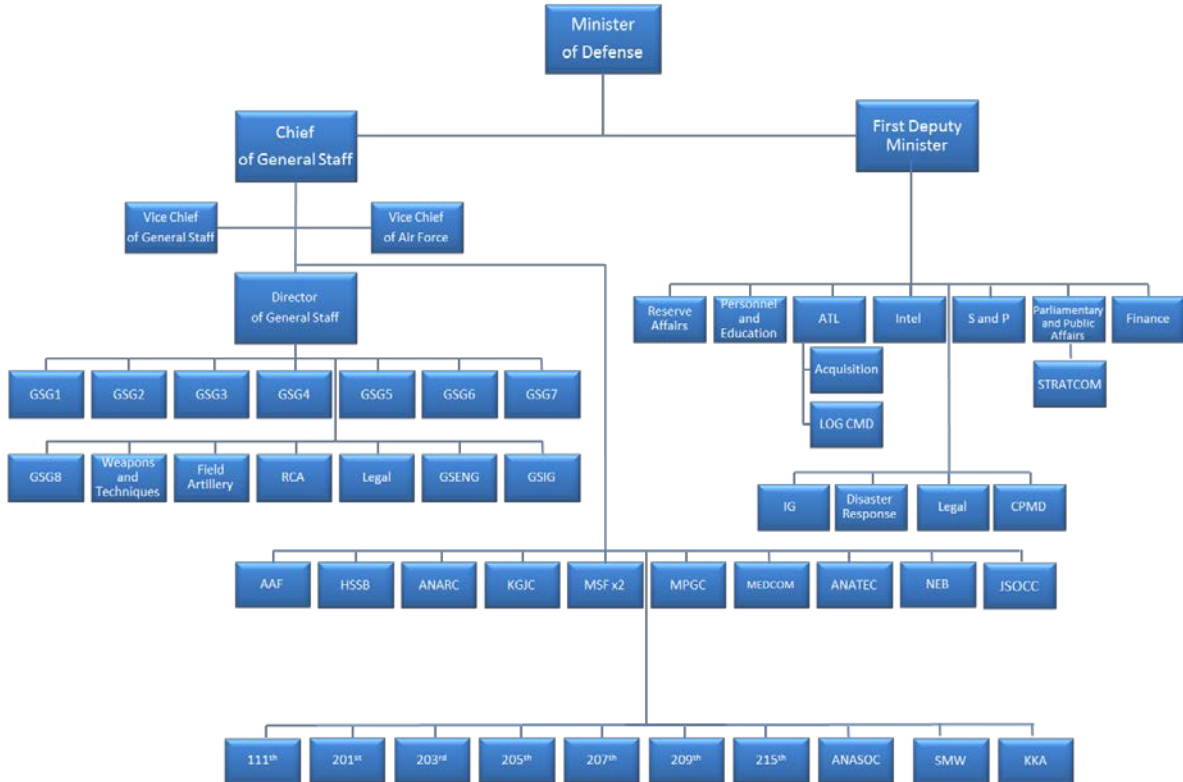 Minister
of Defense
Chief
of General Staff
First Deputy
Minister
Vice Chief
of General Staff
Vice Chief
of Air Force
Director
of General Staff
Reserve
Affairs
Personnel
and
Education
ATL
Intel
S and P
Parliamentary
and Public
Affairs
Finance
Acquisition
LOG CMD
STRATCOM
GSG1
GSG2
GSG3
GSG4
GSG5
GSG6
GSG7
GSG8
Weapons
and
Techniques
Field
Artillery
RCA
Legal
GSENG
GSIG
IG
Disaster
Response
Legal
CPMD
AAF
HSSB
ANARC
KGJC
MSF x2
MPGC
MEDCOM
ANATEC
NEB
JSOCC
111th
201st
203rd
205th
207th
209th
215th
ANASOC
SMW
KKA